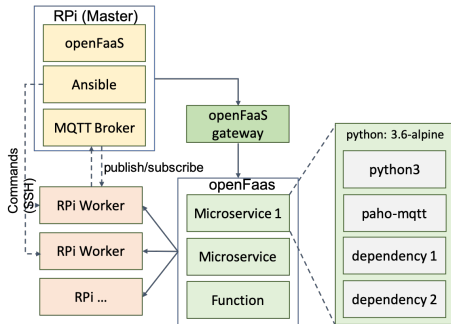 RPi (Master)
openFaaS
Ansible
MQTT Broker
publish/subscribe
Commands
(SSH)
RPi Worker
RPi Worker
RPi ...
openFaaS
gateway
openFaas
Microservice 1
Microservice
Function
python: 3.6-alpine
python3
paho-mqtt
dependency 1
dependency 2